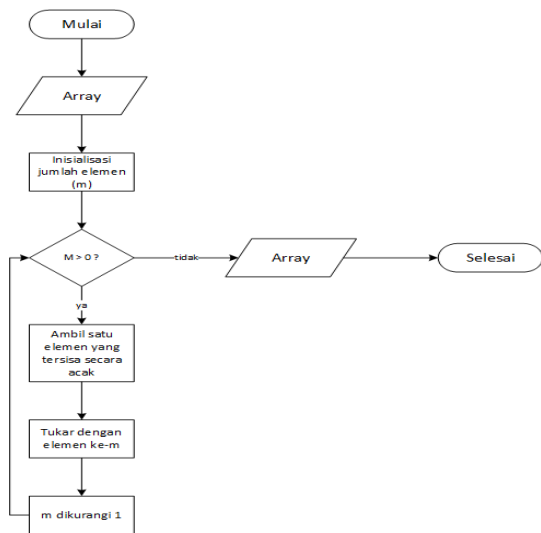 Mulai
Array
Inisialisasi
jumlah elemen
(m)
M > 0 ?
tidak
Array
Selesai
ya
Ambil satu
elemen yang
tersisa secara
acak
Tukar dengan
elemen ke-m
m dikurangi 1